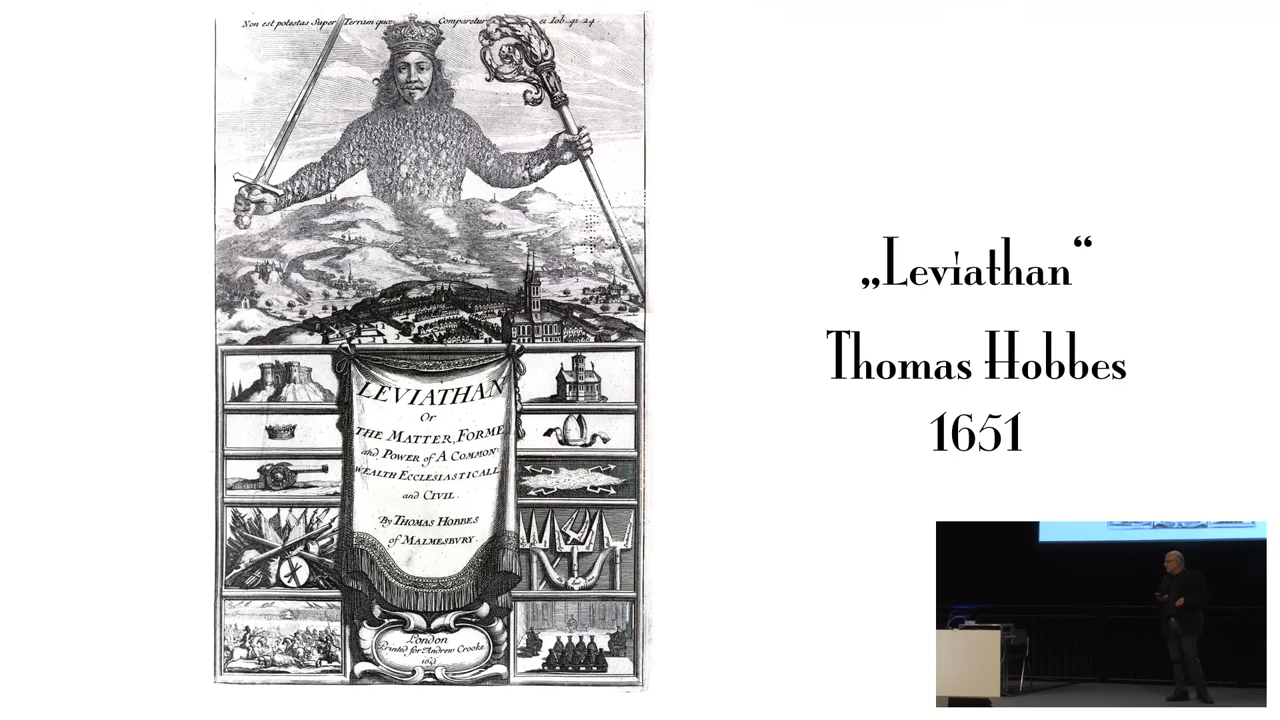 Non est potestas Super Terram quæ Comparetur ei Iob. 41. 24.
LEVIATHAN
Or
THE MATTER, FORME
and POWER of A COMMON-
WEALTH ECCLESIASTICALL
and CIVIL.
By THOMAS HOBBES
of MALMESBURY.
London
Printed for Andrew Crooke
1651
„Leviathan“
Thomas Hobbes
1651